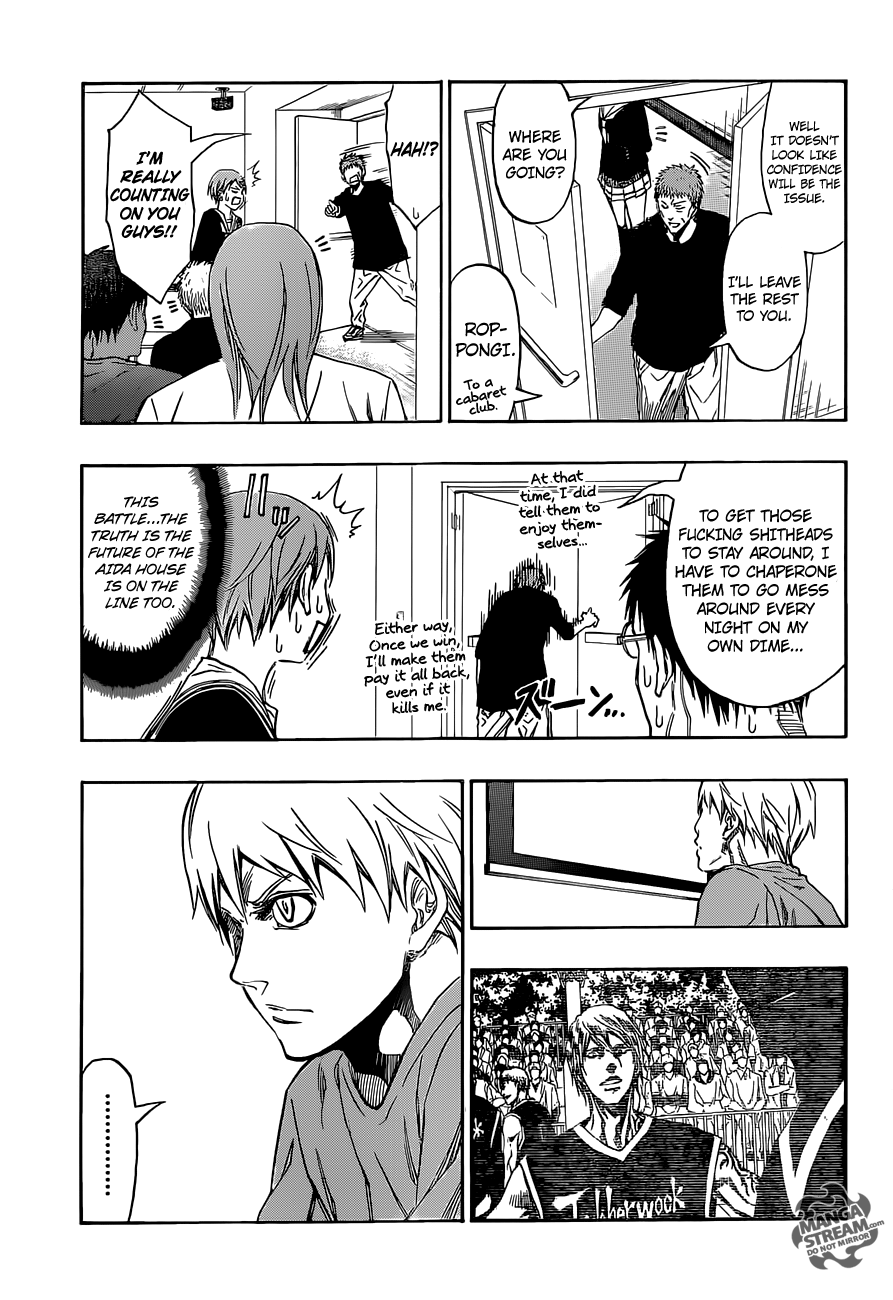 WELL
IT DOESN'T
LOOK LIKE
CONFIDENCE
WILL BE THE
ISSUE.
I'LL LEAVE
THE REST
TO YOU.
WHERE
ARE YOU
GOING?
ROP-
PONGI.
To a
cabaret
club.
HAH!?
I'M
REALLY
COUNTING
ON YOU
GUYS!!
TO GET THOSE
FUCKING SHITHEADS
TO STAY AROUND, I
HAVE TO CHAPERONE
THEM TO GO MESS
AROUND EVERY
NIGHT ON MY
OWN DIME...
At that
time, I did
tell them to
enjoy them-
selves...
ズーン...
Either way,
Once we win,
I'll make them
pay it all back,
even if it
kills me.
THIS
BATTLE...THE
TRUTH IS THE
FUTURE OF THE
AIDA HOUSE
IS ON THE
LINE TOO.
Jabberwock
..........
MANGA
STREAM.com
DO NOT MIRROR